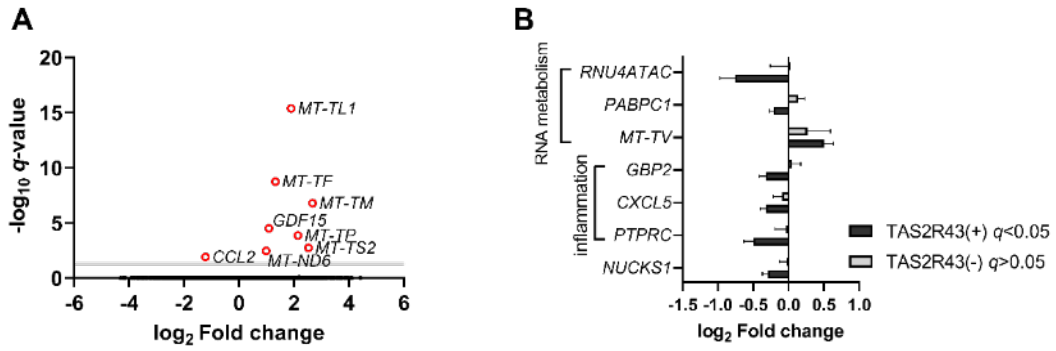 A
-log10 q-value
20
15
10
5
0
MT-TL1
MT-TF
MT-TM
GDF15
MT-TP
MT-TS2
CCL2
MT-ND6
-6 -4 -2 0 2 4 6
log2 Fold change
B
RNA metabolism
inflammation
RNU4ATAC
PABPC1
MT-TV
GBP2
CXCL5
PTPRC
NUCKS1
TAS2R43(+) q<0.05
TAS2R43(-) q>0.05
-1.5 -1.0 -0.5 0.0 0.5 1.0
log2 Fold change